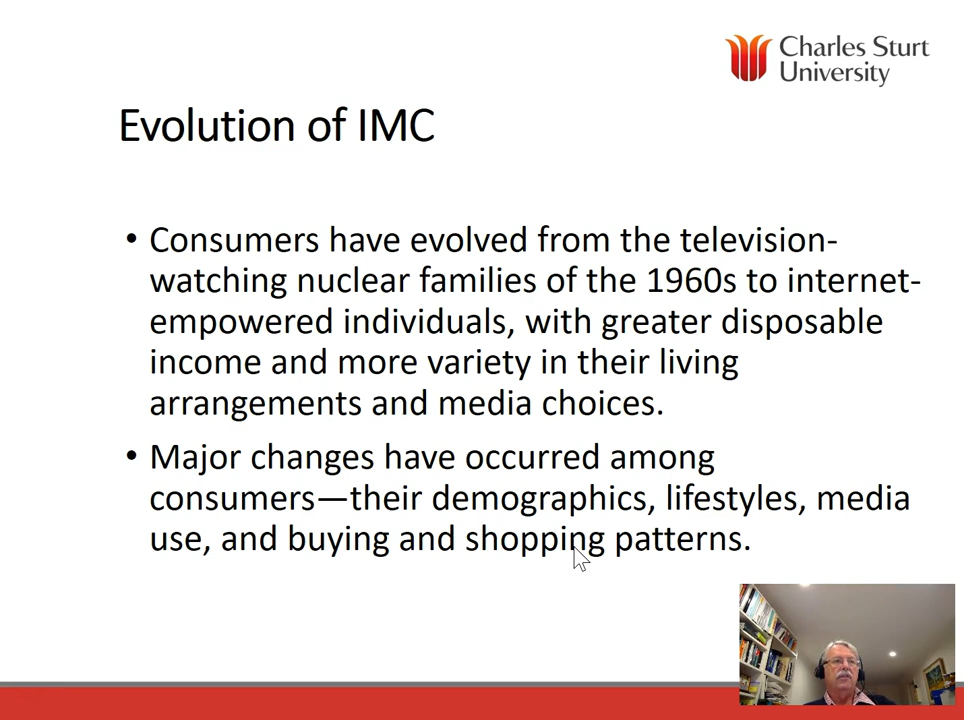 Charles Sturt
University
Evolution of IMC
• Consumers have evolved from the television-
watching nuclear families of the 1960s to internet-
empowered individuals, with greater disposable
income and more variety in their living
arrangements and media choices.
• Major changes have occurred among
consumers—their demographics, lifestyles, media
use, and buying and shopping patterns.